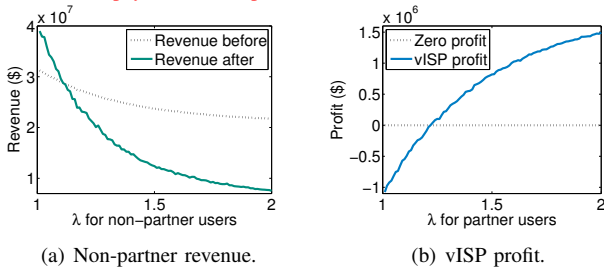 4 x 10^7
Revenue before
Revenue after
3
2
1
Revenue ($)
1
1.5
2
λ for non-partner users
(a) Non-partner revenue.
x 10^6
1.5
1
0.5
0
−0.5
−1
Profit ($)
Zero profit
vISP profit
1
1.5
2
λ for partner users
(b) vISP profit.